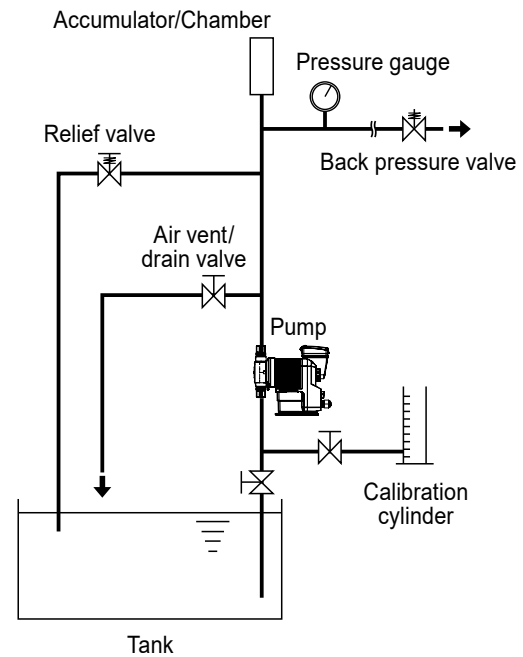 Accumulator/Chamber
Pressure gauge
Relief valve
Back pressure valve
Air vent/
drain valve
Pump
Calibration
cylinder
Tank